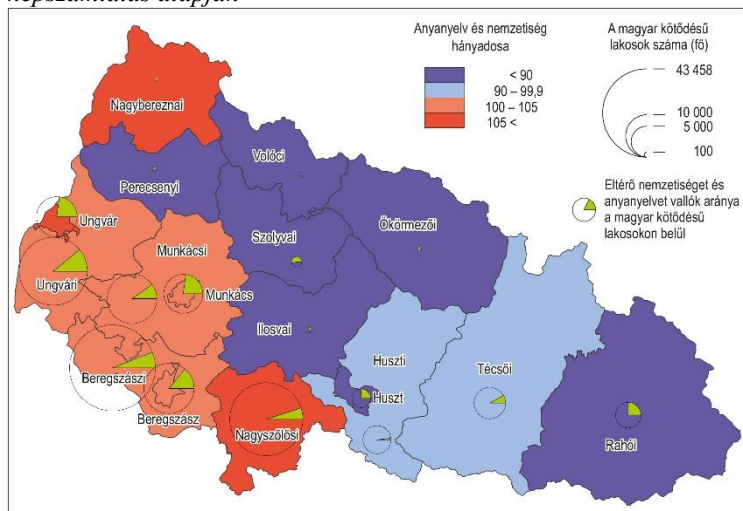 népszámlálás alapján
Anyanyelv és nemzetiség
hányadosa
< 90
90 – 99,9
100 – 105
105 <
A magyar kötődésű
lakosok száma (fő)
43 458
10 000
5 000
100
Eltérő nemzetiséget és
anyanyelvet vallók aránya
a magyar kötődésű
lakosokon belül
Nagybereznai
Volóci
Perecsenyi
Ökörmezői
Ungvár
Szolyvai
Munkácsi
Ungvári
Munkács
Ilosvai
Huszti
Técsői
Beregszászi
Huszt
Beregszász
Nagyszőlősi
Rahói